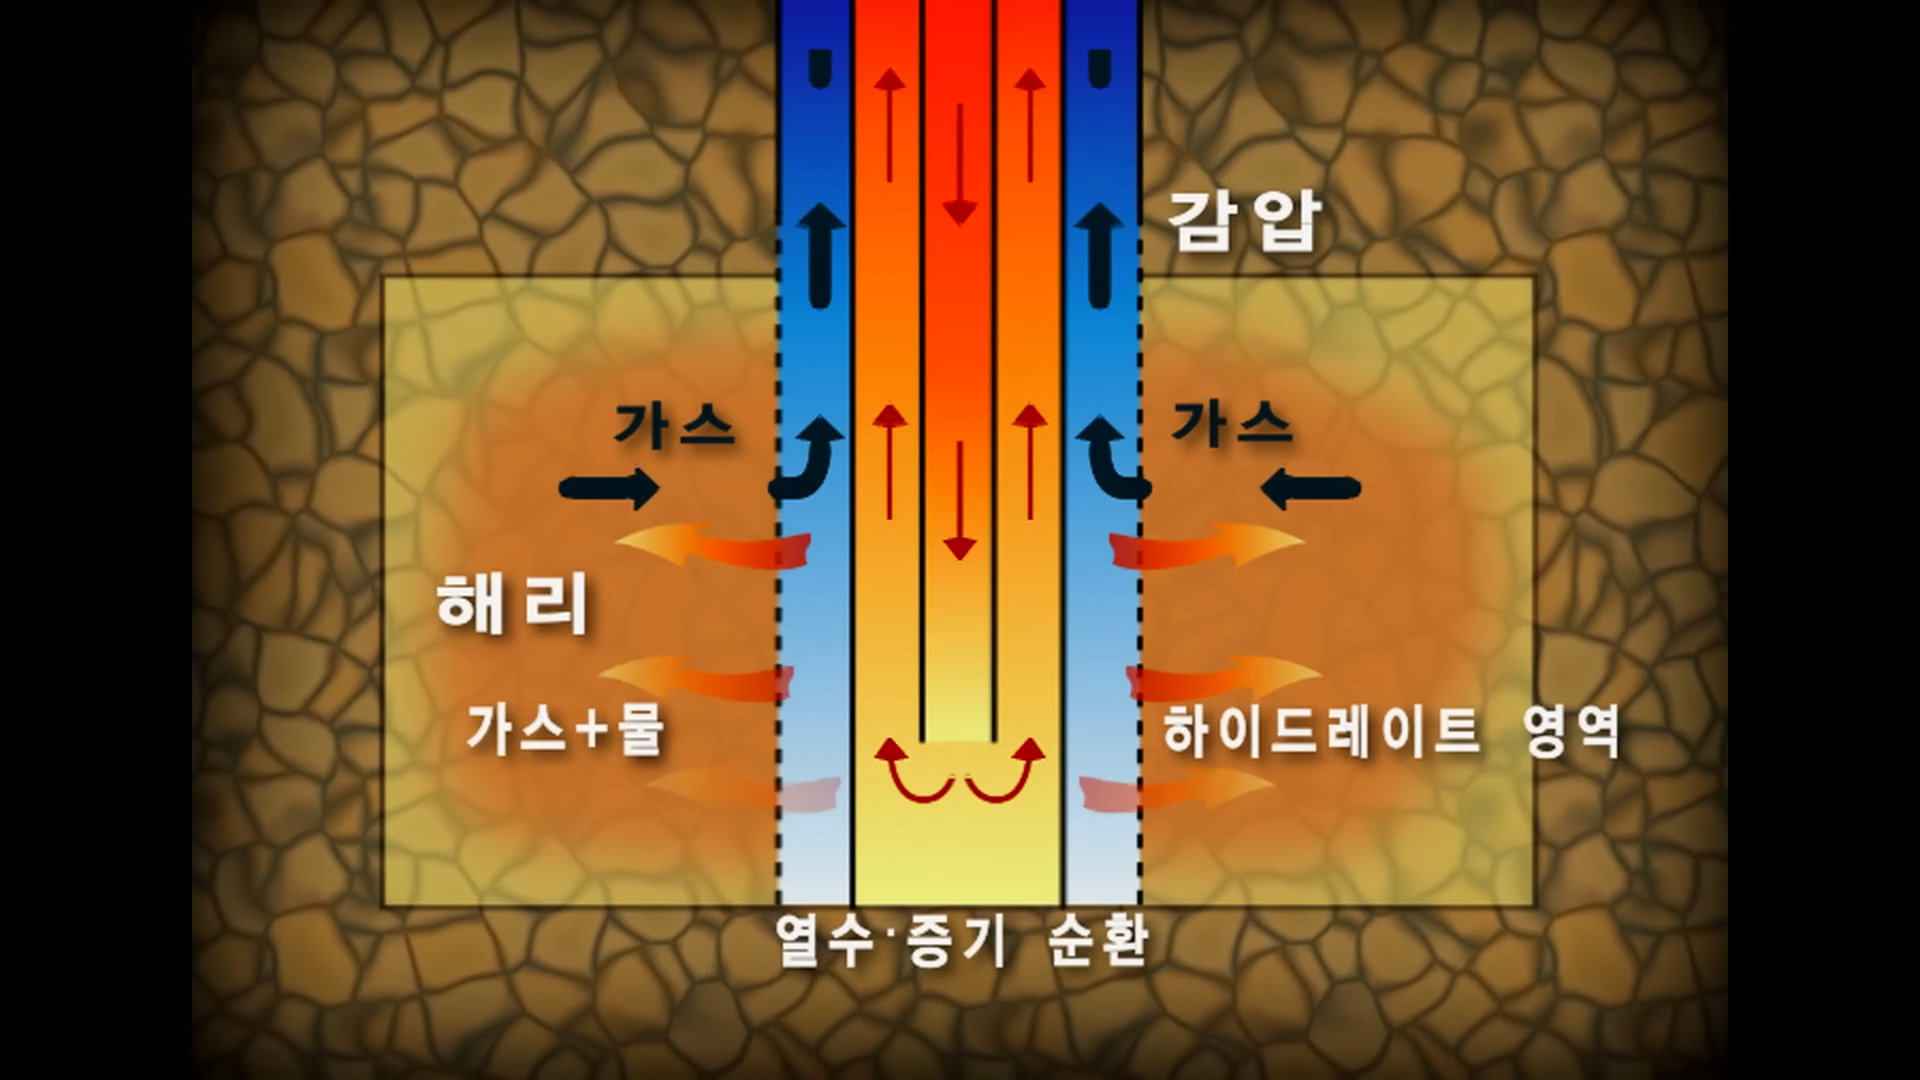 감압
가스
가스
해리
가스+물
하이드레이트 영역
열수·증기 순환